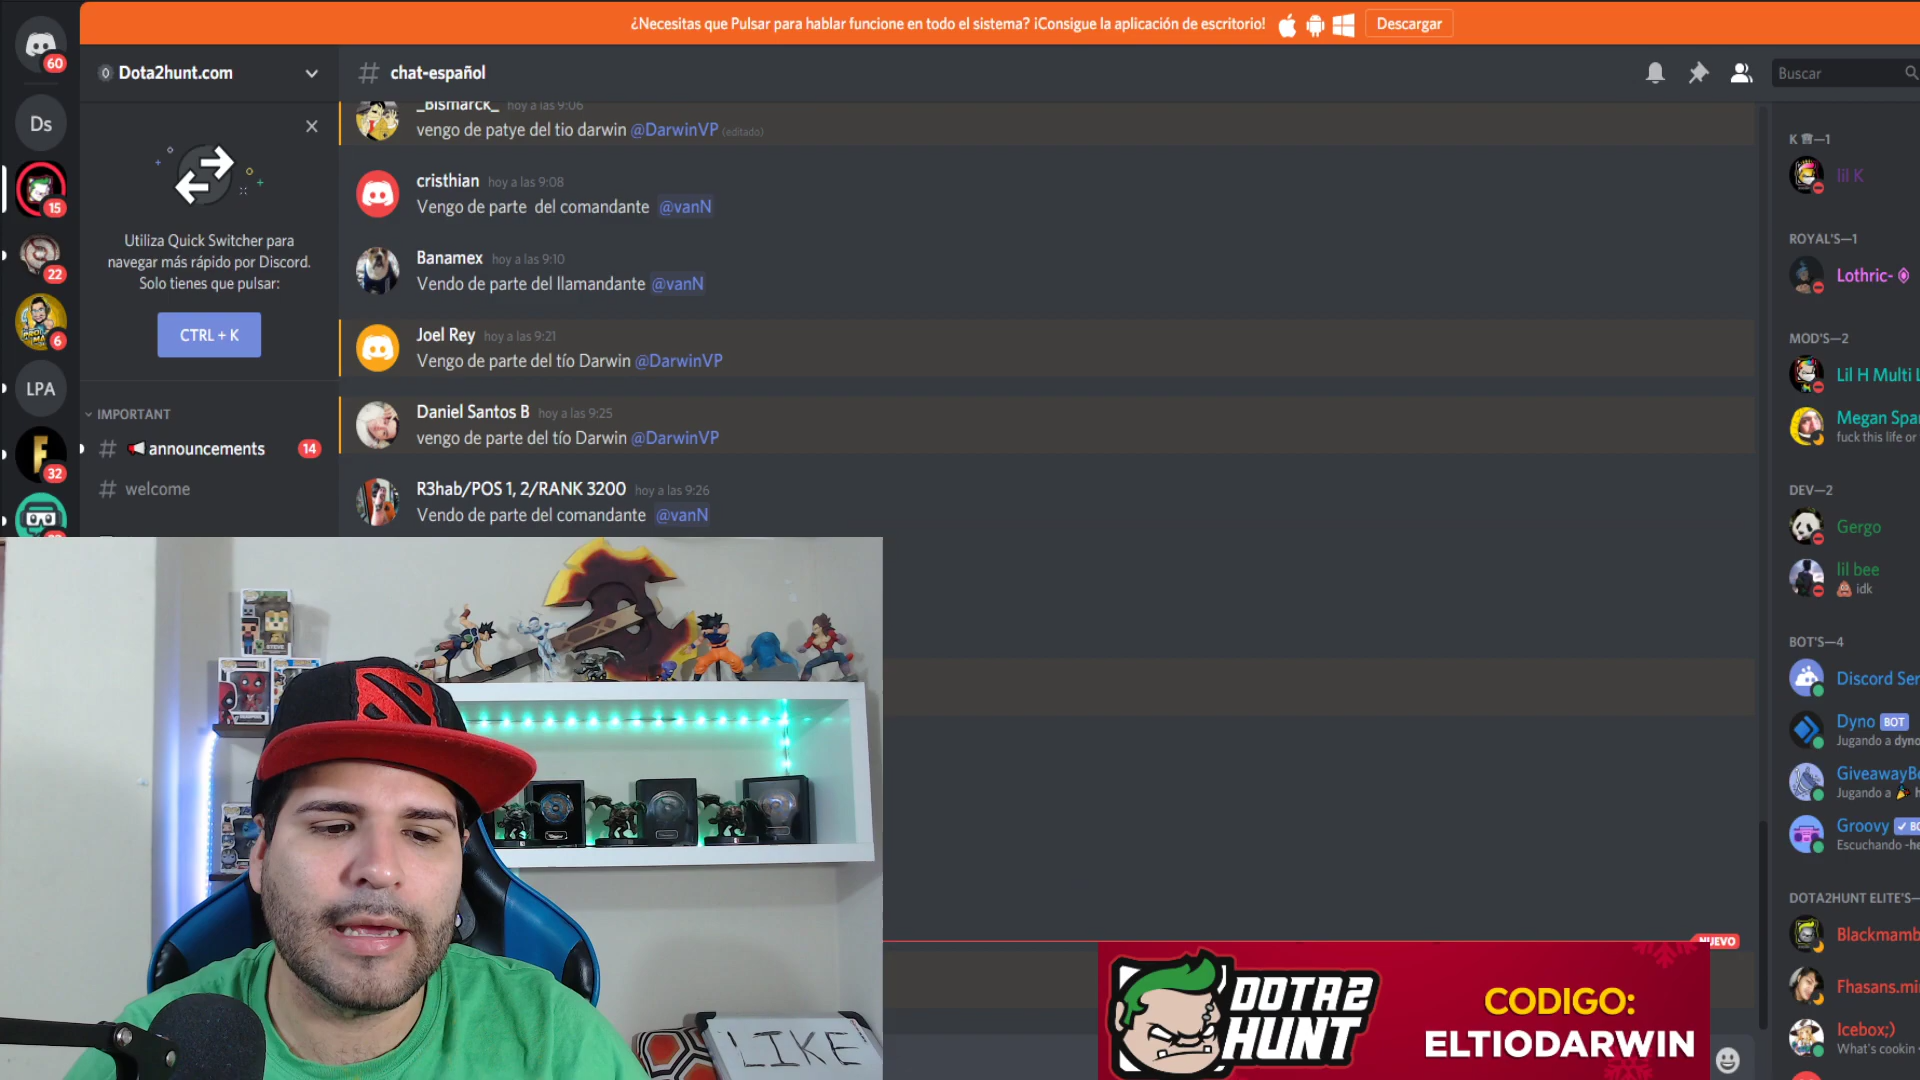 ¿Necesitas que Pulsar para hablar funcione en todo el sistema? ¡Consigue la aplicación de escritorio!
Descargar
60
Ds
15
22
6
LPA
32
Dota2hunt.com
Utiliza Quick Switcher para
navegar más rápido por Discord.
Solo tienes que pulsar:
CTRL + K
IMPORTANT
announcements 14
welcome
chat-español
Buscar
_Bismarck_ hoy a las 9:06
vengo de patye del tio darwin @DarwinVP (editado)
cristhian hoy a las 9:08
Vengo de parte del comandante @vanN
Banamex hoy a las 9:10
Vendo de parte del llamandante @vanN
Joel Rey hoy a las 9:21
Vengo de parte del tío Darwin @DarwinVP
Daniel Santos B hoy a las 9:25
vengo de parte del tío Darwin @DarwinVP
R3hab/POS 1, 2/RANK 3200 hoy a las 9:26
Vendo de parte del comandante @vanN
NUEVO
K —1
lil K
ROYAL'S—1
Lothric-
MOD'S—2
Lil H Multi
Megan Spa
fuck this life or
DEV—2
Gergo
lil bee
idk
BOT'S—4
Discord Ser
Dyno BOT
Jugando a dyno
GiveawayB
Jugando a
Groovy BO
Escuchando -he
DOTA2HUNT ELITE'S—
Blackmamb
Fhasans.mi
Icebox;)
What's cookin
LIKE
DOTA2
HUNT
CODIGO:
ELTIODARWIN